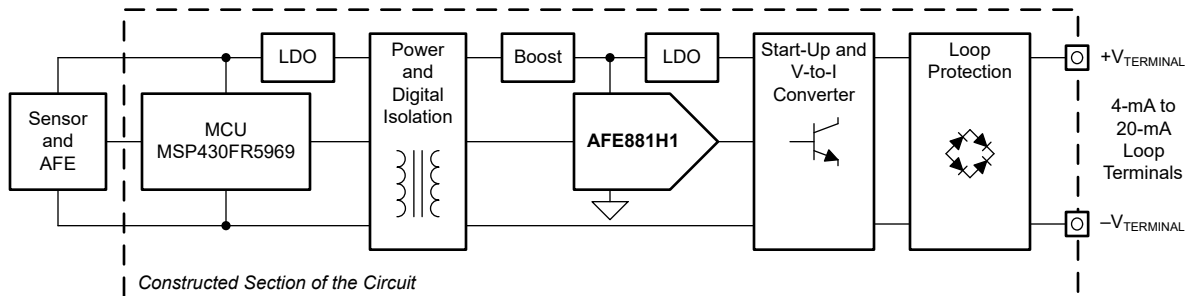 LDO
Power
and
Digital
Isolation
Boost
LDO
Start-Up and
V-to-I
Converter
Loop
Protection
+VTERMINAL
Sensor
and
AFE
MCU
MSP430FR5969
AFE881H1
4-mA to
20-mA
Loop
Terminals
–VTERMINAL
Constructed Section of the Circuit